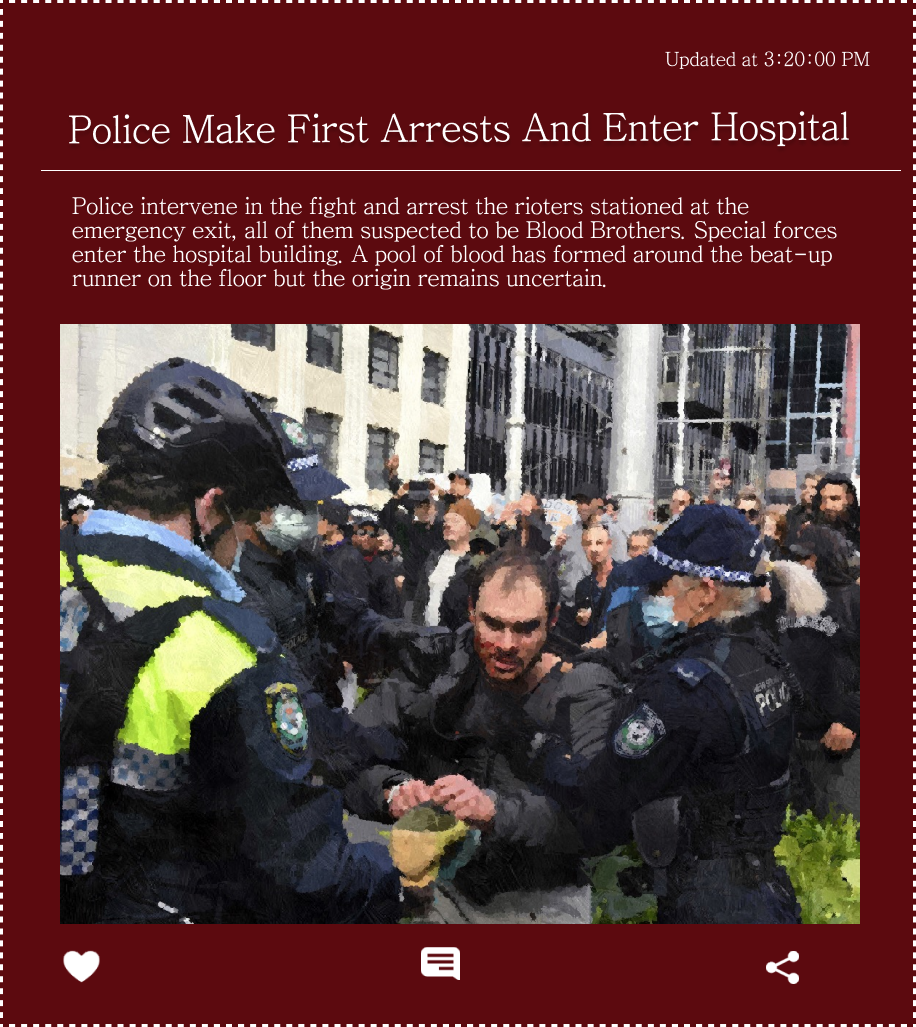 Updated at 3:20:00 PM
Police Make First Arrests And Enter Hospital
Police intervene in the fight and arrest the rioters stationed at the
emergency exit, all of them suspected to be Blood Brothers. Special forces
enter the hospital building. A pool of blood has formed around the beat-up
runner on the floor but the origin remains uncertain.